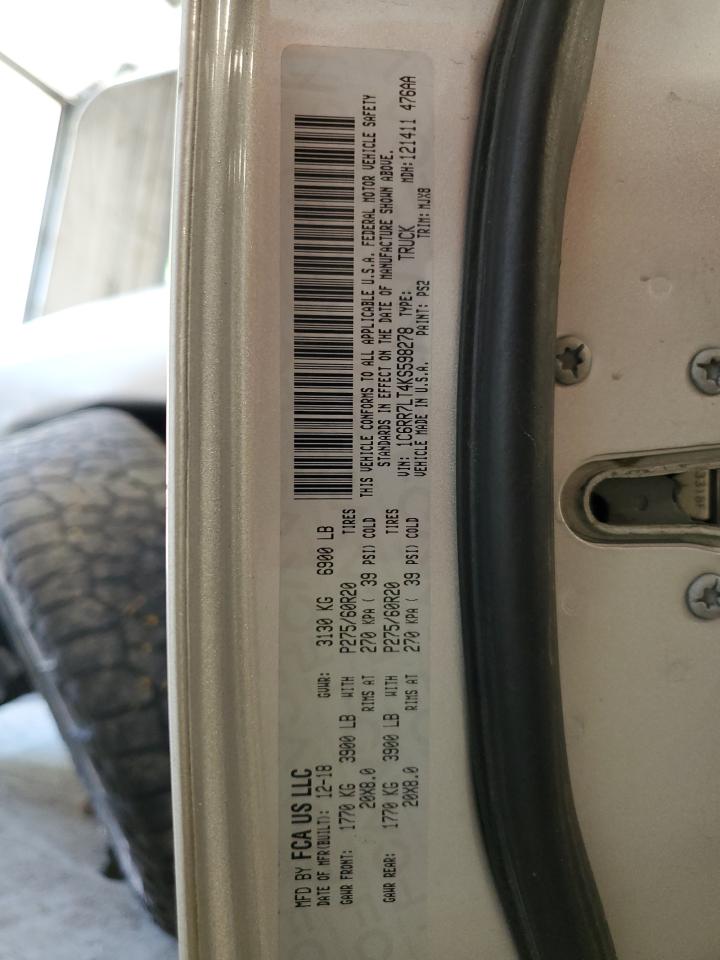 MFD BY FCA US LLC
DATE OF MFR(BUILT): 12-18 GVWR: 3130 KG 6900 LB
GAWR FRONT: 1770 KG 3900 LB WITH P275/60R20 TIRES
20X8.0 RIMS AT 270 KPA ( 39 PSI) COLD
GAWR REAR: 1770 KG 3900 LB WITH P275/60R20 TIRES
20X8.0 RIMS AT 270 KPA ( 39 PSI) COLD
THIS VEHICLE CONFORMS TO ALL APPLICABLE U.S.A. FEDERAL MOTOR VEHICLE SAFETY
STANDARDS IN EFFECT ON THE DATE OF MANUFACTURE SHOWN ABOVE.
VIN: 1C6RR7LT4KS598278 TYPE: TRUCK MDH:121411 476AA
VEHICLE MADE IN U.S.A. PAINT: PS2 TRIM: MJX8